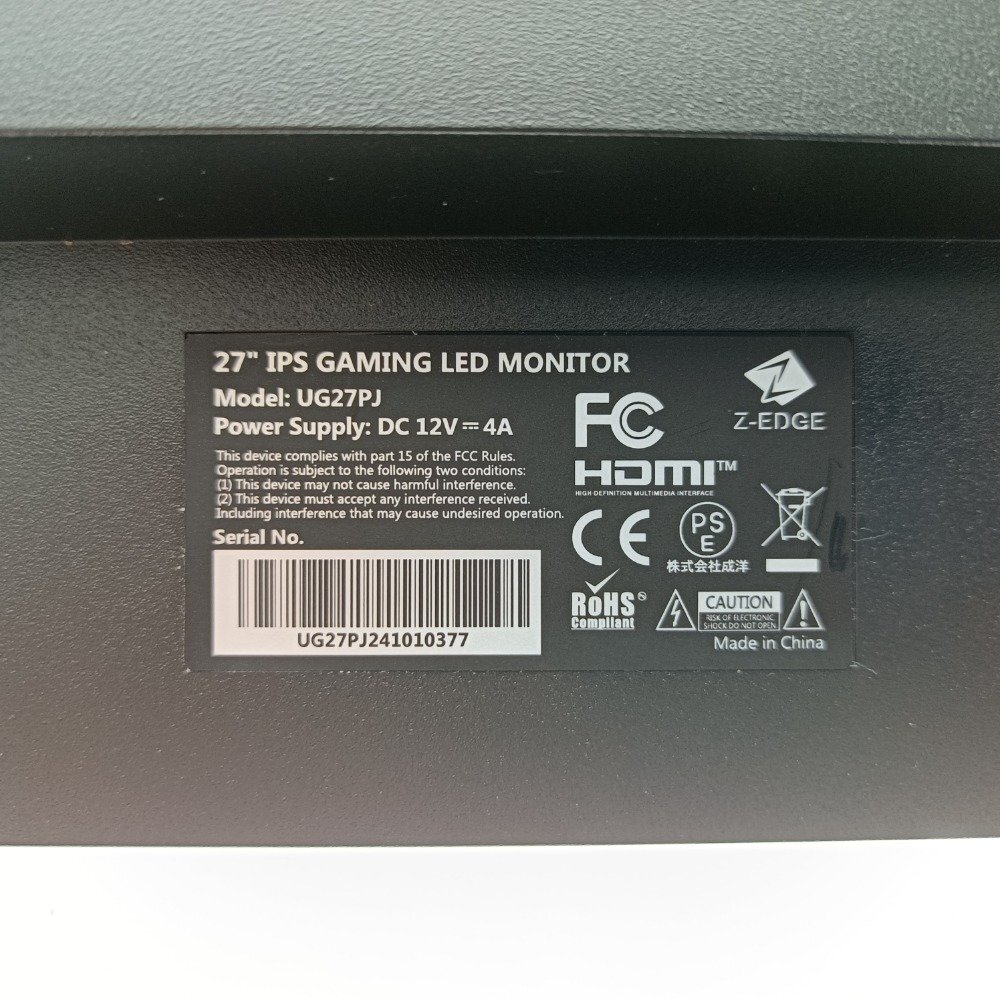 27" IPS GAMING LED MONITOR
Model: UG27PJ
Power Supply: DC 12V⎓4A
This device complies with part 15 of the FCC Rules.
Operation is subject to the following two conditions:
(1) This device may not cause harmful interference.
(2) This device must accept any interference received.
Including interference that may cause undesired operation.
Serial No.
UG27PJ241010377
Z-EDGE
FC
HDMI™
HIGH-DEFINITION MULTIMEDIA INTERFACE
CE
PS
E
株式会社成洋
RoHS
Compliant
CAUTION
RISK OF ELECTRONIC
SHOCK DO NOT OPEN
Made in China